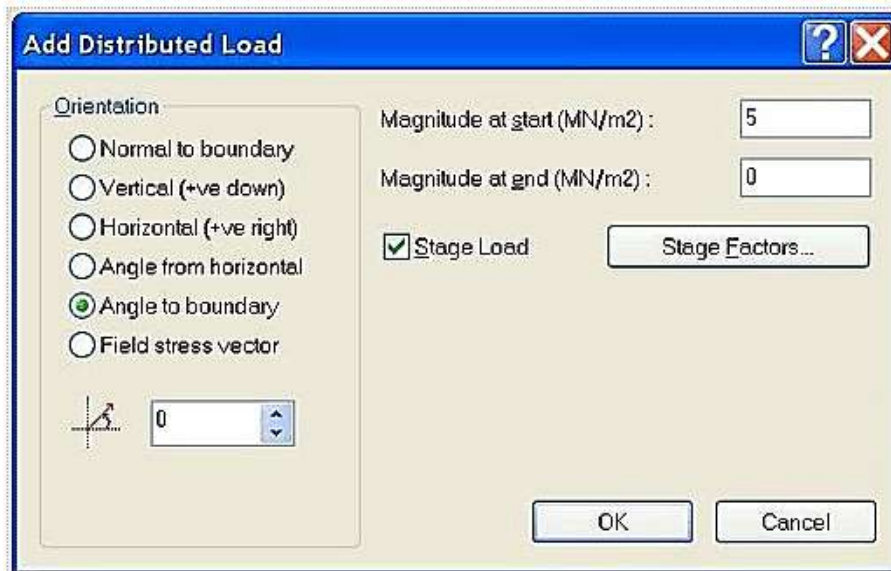 Add Distributed Load
Orientation
Normal to boundary
Vertical (+ve down)
Horizontal (+ve right)
Angle from horizontal
Angle to boundary
Field stress vector
0
Magnitude at start (MN/m2) : 5
Magnitude at end (MN/m2) : 0
Stage Load
Stage Factors...
OK
Cancel